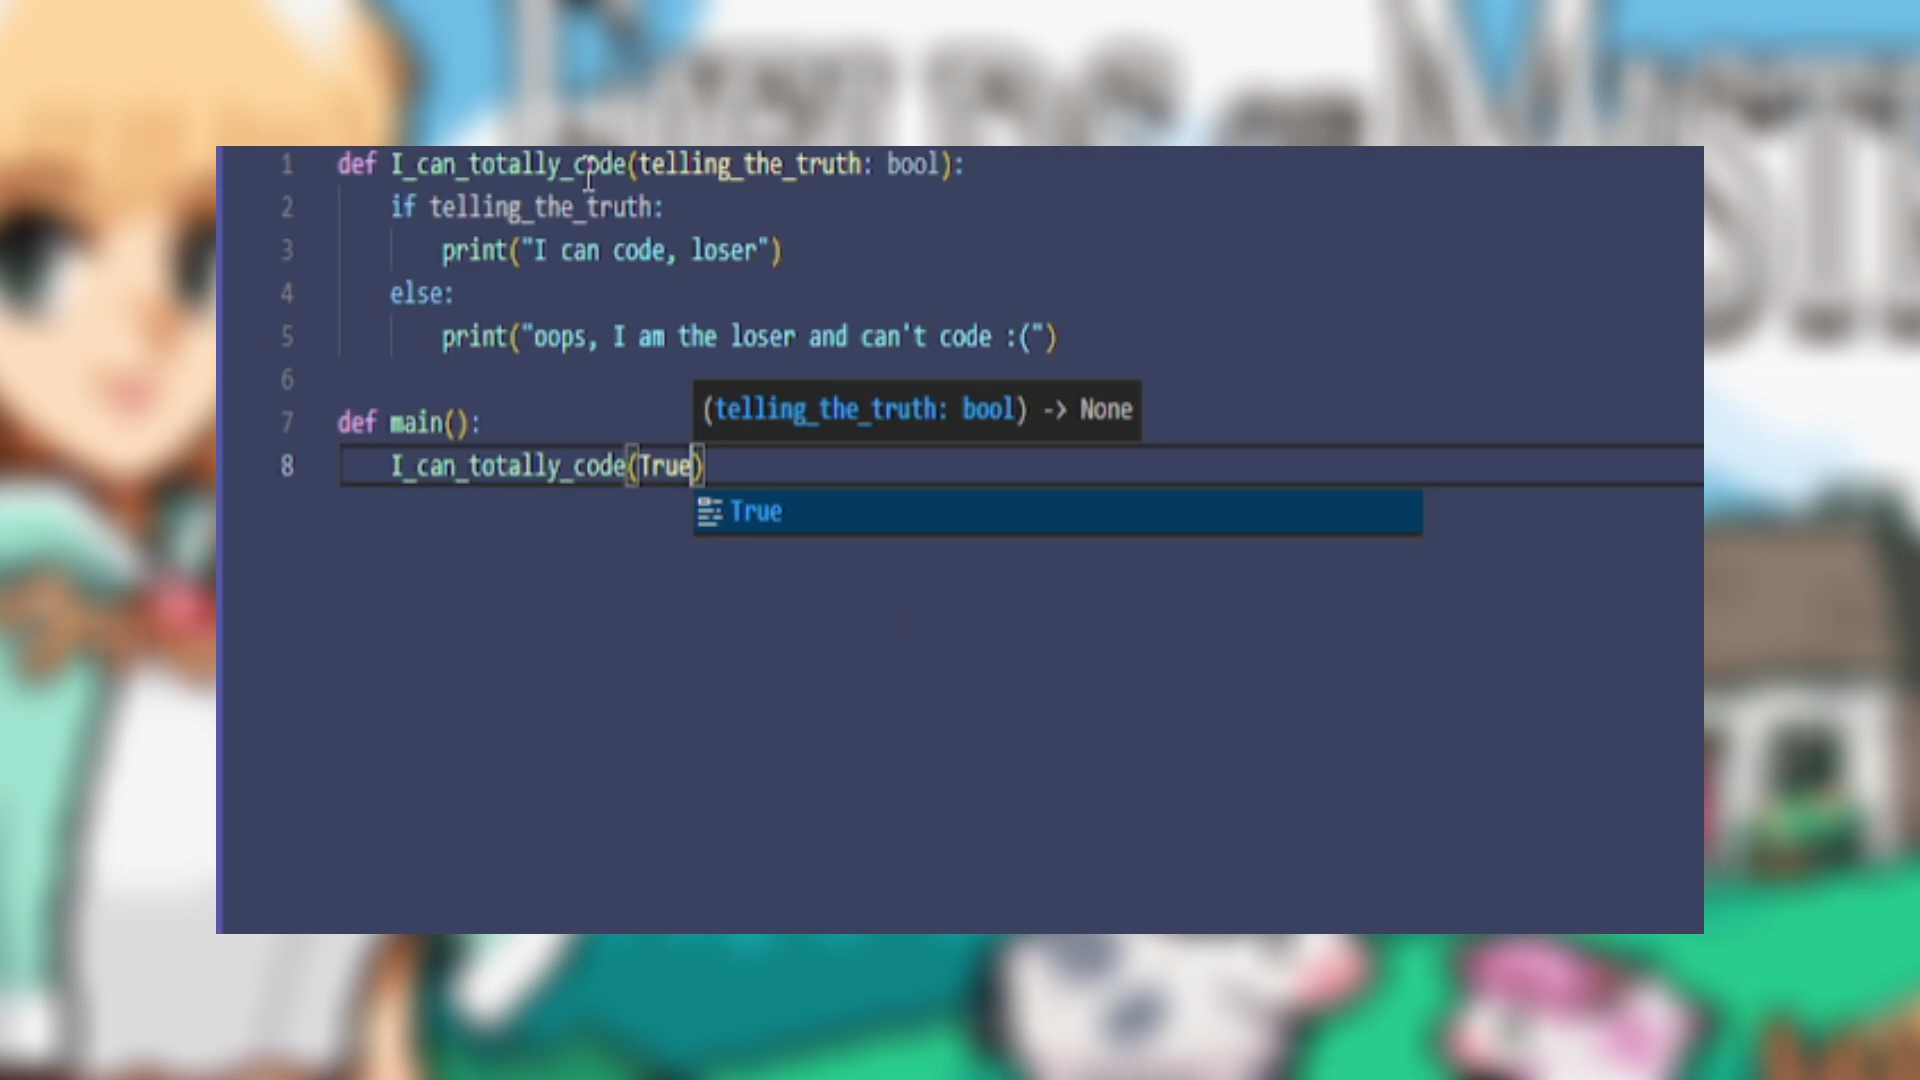 1 def I_can_totally_code(telling_the_truth: bool):
2 if telling_the_truth:
3 print("I can code, loser")
4 else:
5 print("oops, I am the loser and can't code :(")
6
(telling_the_truth: bool) -> None
7 def main():
8 I_can_totally_code(True)
True